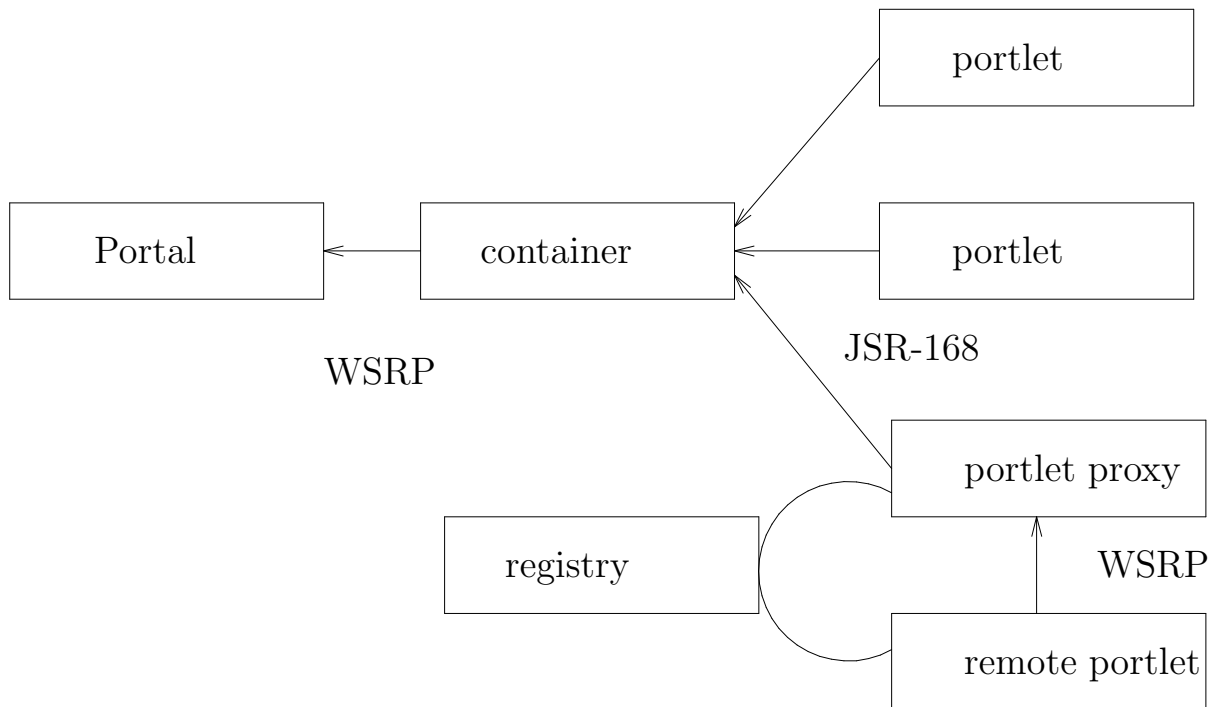 portlet
Portal
container
portlet
JSR-168
WSRP
portlet proxy
registry
WSRP
remote portlet